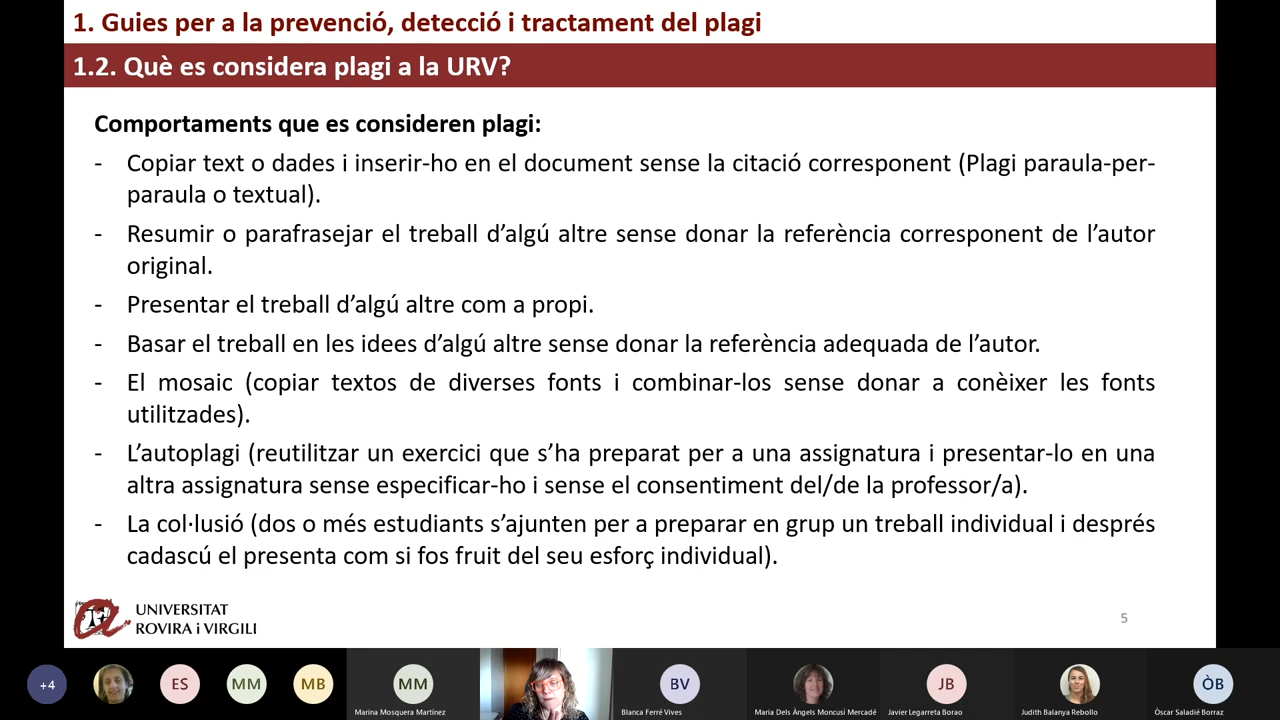 1. Guies per a la prevenció, detecció i tractament del plagi
1.2. Què es considera plagi a la URV?
Comportaments que es consideren plagi:
- Copiar text o dades i inserir-ho en el document sense la citació corresponent (Plagi paraula-per-
paraula o textual).
- Resumir o parafrasejar el treball d’algú altre sense donar la referència corresponent de l’autor
original.
- Presentar el treball d’algú altre com a propi.
- Basar el treball en les idees d’algú altre sense donar la referència adequada de l’autor.
- El mosaic (copiar textos de diverses fonts i combinar-los sense donar a conèixer les fonts
utilitzades).
- L’autoplagi (reutilitzar un exercici que s’ha preparat per a una assignatura i presentar-lo en una
altra assignatura sense especificar-ho i sense el consentiment del/de la professor/a).
- La col·lusió (dos o més estudiants s’ajunten per a preparar en grup un treball individual i després
cadascú el presenta com si fos fruit del seu esforç individual).
UNIVERSITAT
ROVIRA i VIRGILI
5
+4
ES
MM
MB
MM
BV
JB
ÒB
Marina Mosquera Martínez
Blanca Ferré Vives
Maria Dels Àngels Moncusí Mercadé
Javier Legarreta Borao
Judith Balanya Rebollo
Òscar Saladié Borraz